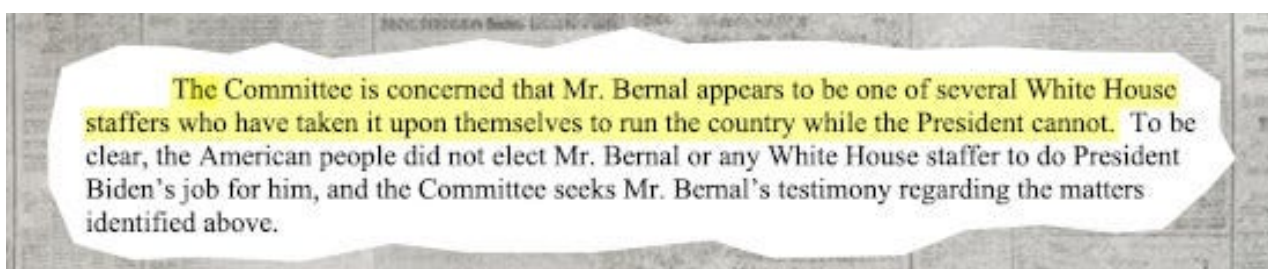 The Committee is concerned that Mr. Bernal appears to be one of several White House
staffers who have taken it upon themselves to run the country while the President cannot. To be
clear, the American people did not elect Mr. Bernal or any White House staffer to do President
Biden's job for him, and the Committee seeks Mr. Bernal's testimony regarding the matters
identified above.